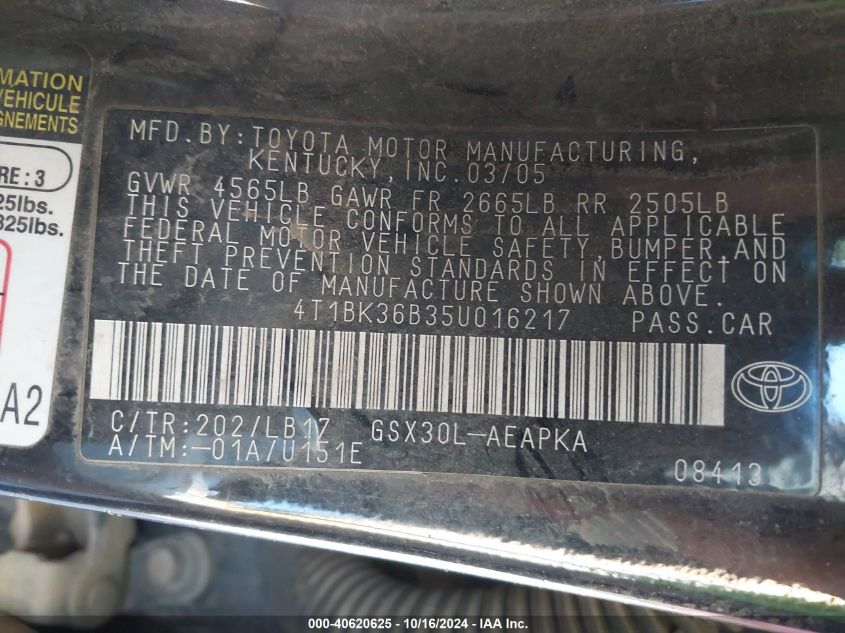 MATION
VEHICULE
GNEMENTS
RE : 3
25lbs.
825lbs.
A2
MFD.BY:TOYOTA MOTOR MANUFACTURING,
KENTUCKY,INC.03/05
GVWR 4565LB GAWR FR 2665LB RR 2505LB
THIS VEHICLE CONFORMS TO ALL APPLICABLE
FEDERAL MOTOR VEHICLE SAFETY,BUMPER,AND
THEFT PREVENTION STANDARDS IN EFFECT ON
THE DATE OF MANUFACTURE SHOWN ABOVE.
4T1BK36B35U016217 PASS.CAR
C/TR:202/LB17 GSX30L-AEAPKA
A/TM:-01A/U151E
08413
000-40620625 - 10/16/2024 - IAA Inc.